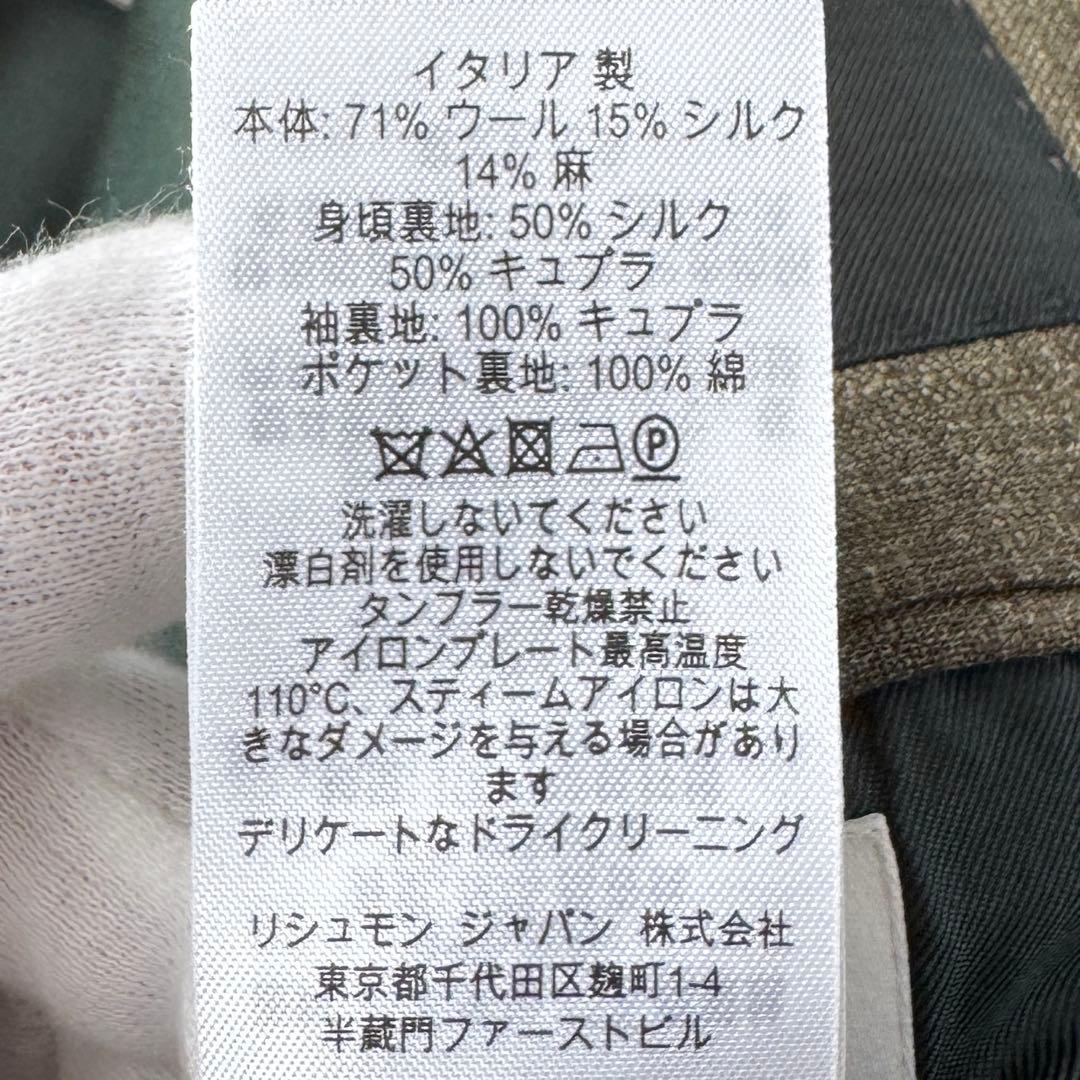 イタリア 製
本体: 71% ウール 15% シルク
14% 麻
身頃裏地: 50% シルク
50% キュプラ
袖裏地: 100% キュプラ
ポケット裏地: 100% 綿
P
洗濯しないてください
漂白剤を使用しないでください
タンブラー乾燥禁止
アイロンプレート最高温度
110°C、スティームアイロンは大
きなダメージを与える場合があり
ます
デリケートなドライクリーニング
リシュモン ジャパン 株式会社
東京都千代田区麹町1-4
半蔵門ファーストビル